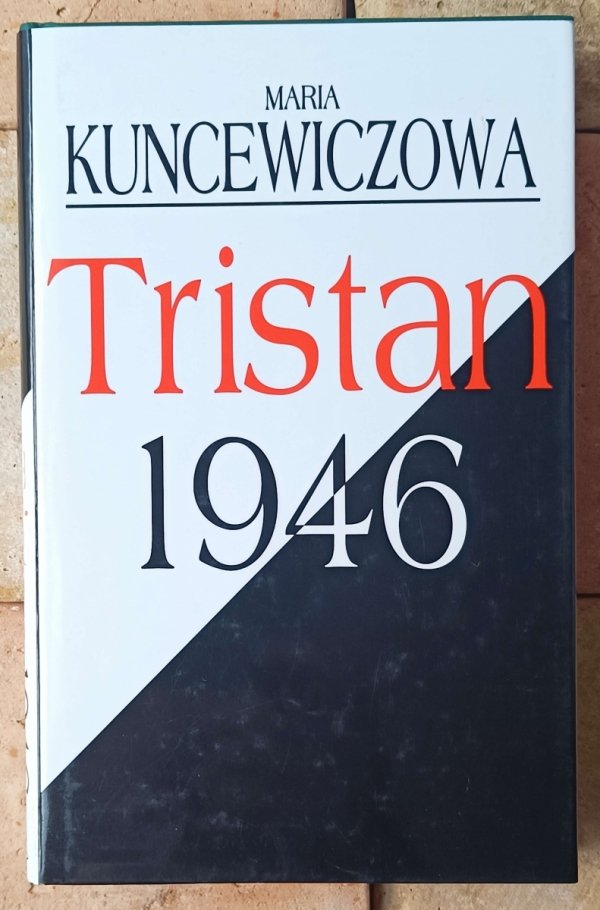 MARIA
KUNCEWICZOWA
Tristan
1946